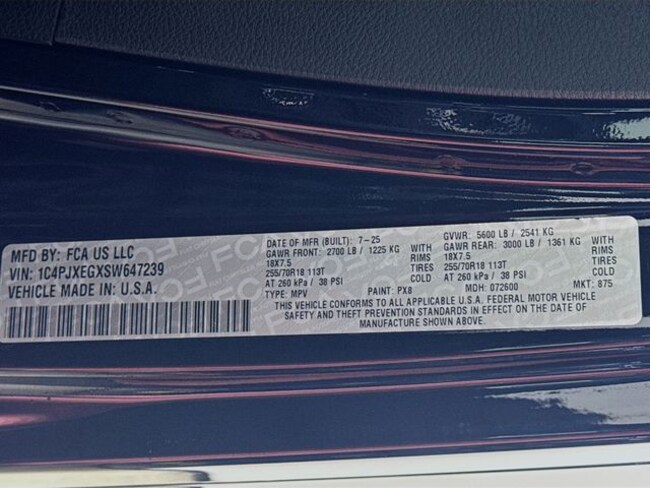 MFD BY: FCA US LLC
VIN: 1C4PJXEGXSW647239
VEHICLE MADE IN: U.S.A.
DATE OF MFR (BUILT): 7-25 GVWR: 5600 LB / 2541 KG
GAWR FRONT: 2700 LB / 1225 KG WITH GAWR REAR: 3000 LB / 1361 KG WITH
18X7.5 RIMS 18X7.5 RIMS
255/70R18 113T TIRES 255/70R18 113T TIRES
AT 260 kPa / 38 PSI AT 260 kPa / 38 PSI
TYPE: MPV PAINT: PX8 MDH: 072600 MKT: 875
THIS VEHICLE CONFORMS TO ALL APPLICABLE U.S.A. FEDERAL MOTOR VEHICLE
SAFETY AND THEFT PREVENTION STANDARDS IN EFFECT ON THE DATE OF
MANUFACTURE SHOWN ABOVE.